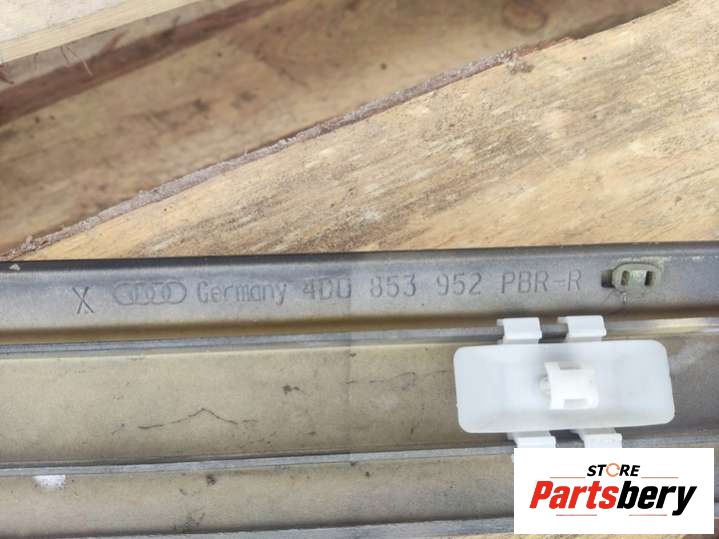 X Germany 4D0 853 952 PBR-R
STORE
Partsbery